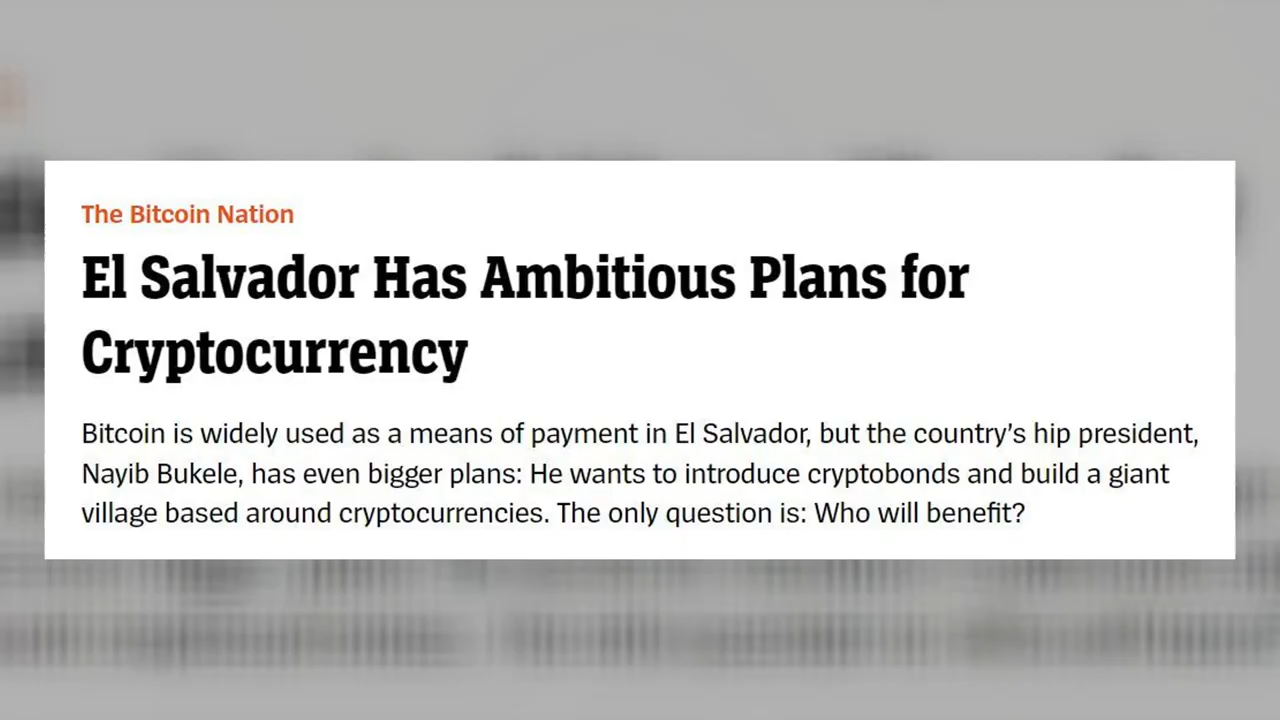 The Bitcoin Nation
El Salvador Has Ambitious Plans for
Cryptocurrency
Bitcoin is widely used as a means of payment in El Salvador, but the country’s hip president,
Nayib Bukele, has even bigger plans: He wants to introduce cryptobonds and build a giant
village based around cryptocurrencies. The only question is: Who will benefit?